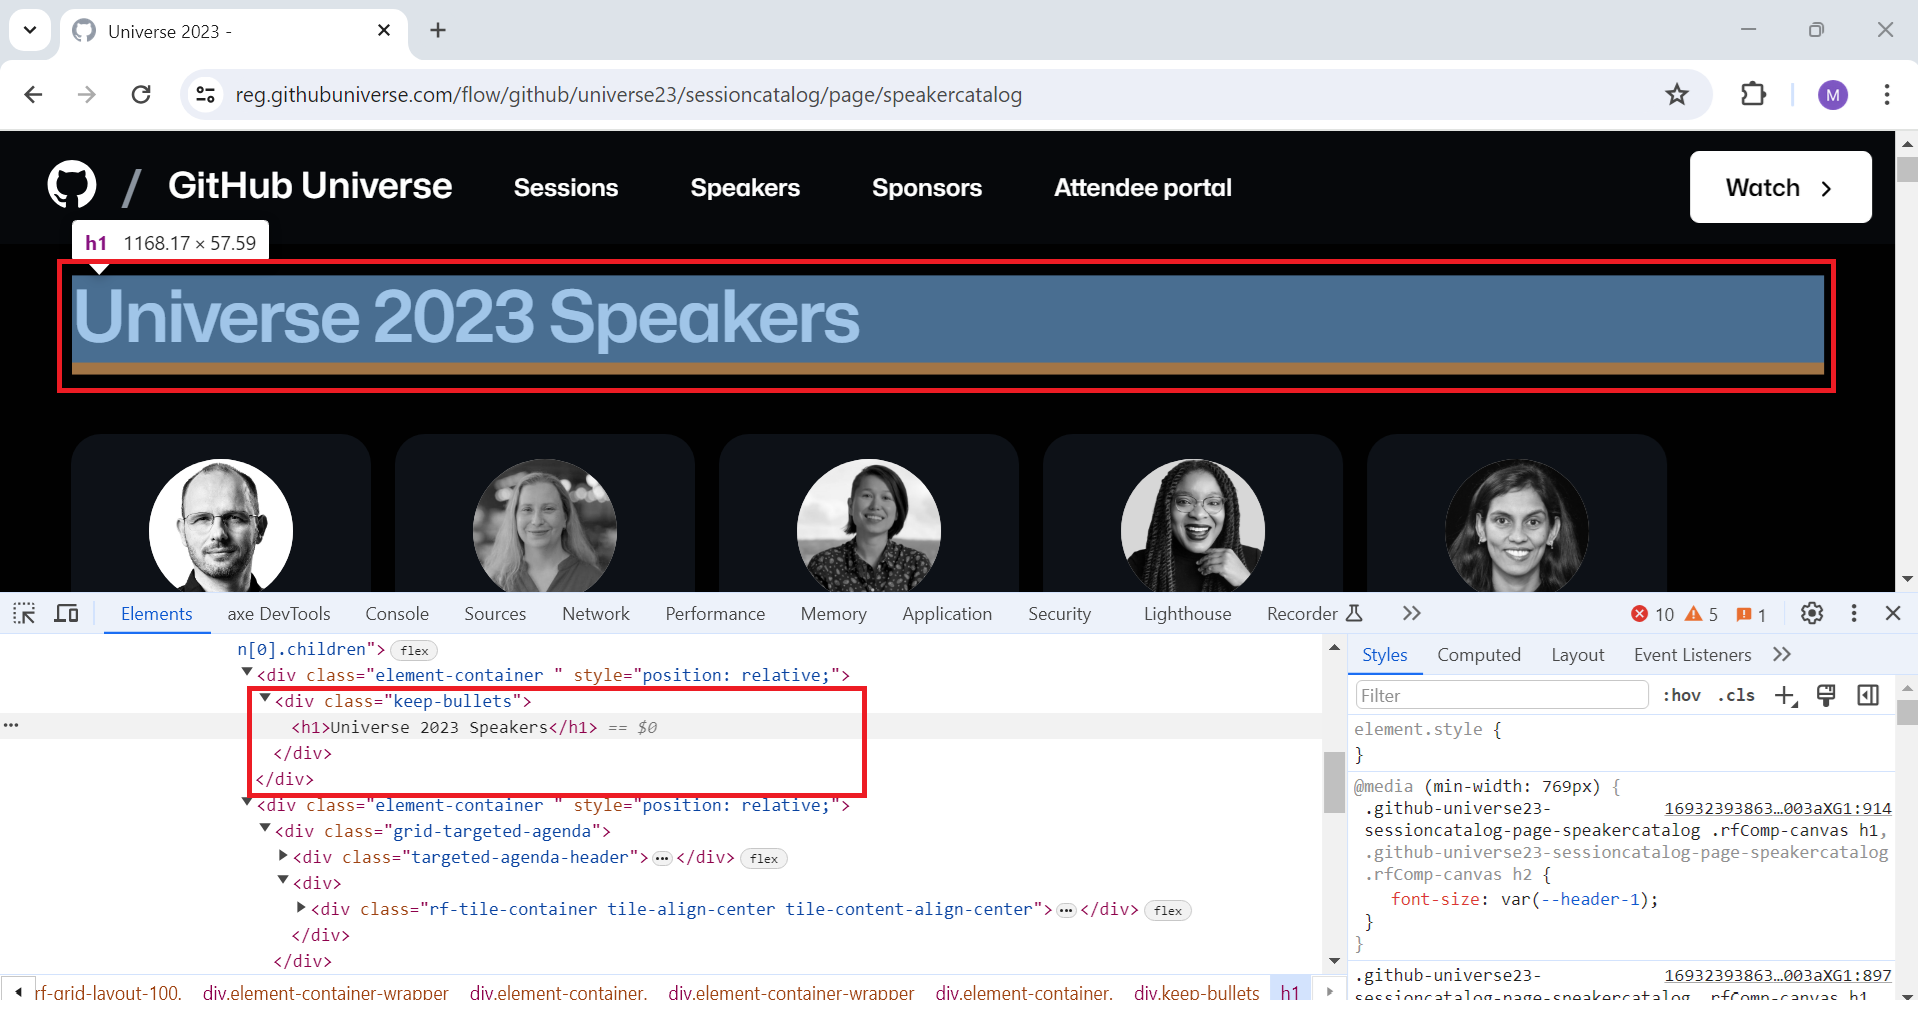 Universe 2023 -
reg.githubuniverse.com/flow/github/universe23/sessioncatalog/page/speakercatalog
M
/ GitHub Universe Sessions Speakers Sponsors Attendee portal Watch
h1 1168.17 × 57.59
Universe 2023 Speakers
Elements axe DevTools Console Sources Network Performance Memory Application Security Lighthouse Recorder 10 5 1
n[0].children"> flex
<div class="element-container " style="position: relative;">
<div class="keep-bullets">
<h1>Universe 2023 Speakers</h1> == $0
</div>
</div>
<div class="element-container " style="position: relative;">
<div class="grid-targeted-agenda">
<div class="targeted-agenda-header"> ••• </div> flex
<div>
<div class="rf-tile-container tile-align-center tile-content-align-center"> ••• </div> flex
</div>
</div>
rf-grid-layout-100. div.element-container-wrapper div.element-container. div.element-container-wrapper div.element-container. div.keep-bullets h1
Styles Computed Layout Event Listeners
Filter :hov .cls
element.style {
}
@media (min-width: 769px) {
.github-universe23- 16932393863…003aXG1:914
sessioncatalog-page-speakercatalog .rfComp-canvas h1,
.github-universe23-sessioncatalog-page-speakercatalog
.rfComp-canvas h2 {
font-size: var(--header-1);
}
}
.github-universe23- 16932393863…003aXG1:897
sessioncatalog-page-speakercatalog .rfComp-canvas h1,